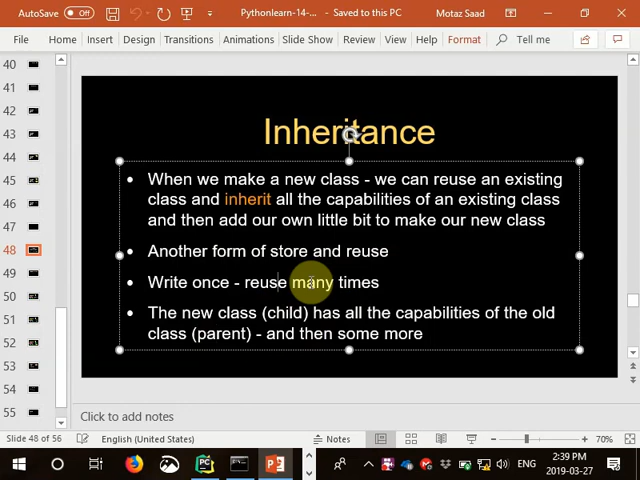 AutoSave Off Pythonlearn-14-... - Saved to this PC Motaz Saad
File Home Insert Design Transitions Animations Slide Show Review View Help Format Tell me
40
41
42
43
44
45
46
47
48
49
50
51
52
53
54
55
Inheritance
• When we make a new class - we can reuse an existing
class and inherit all the capabilities of an existing class
and then add our own little bit to make our new class
• Another form of store and reuse
• Write once - reuse many times
• The new class (child) has all the capabilities of the old
class (parent) - and then some more
Click to add notes
Slide 48 of 56 English (United States) Notes 70%
ENG 2:39 PM
2019-03-27